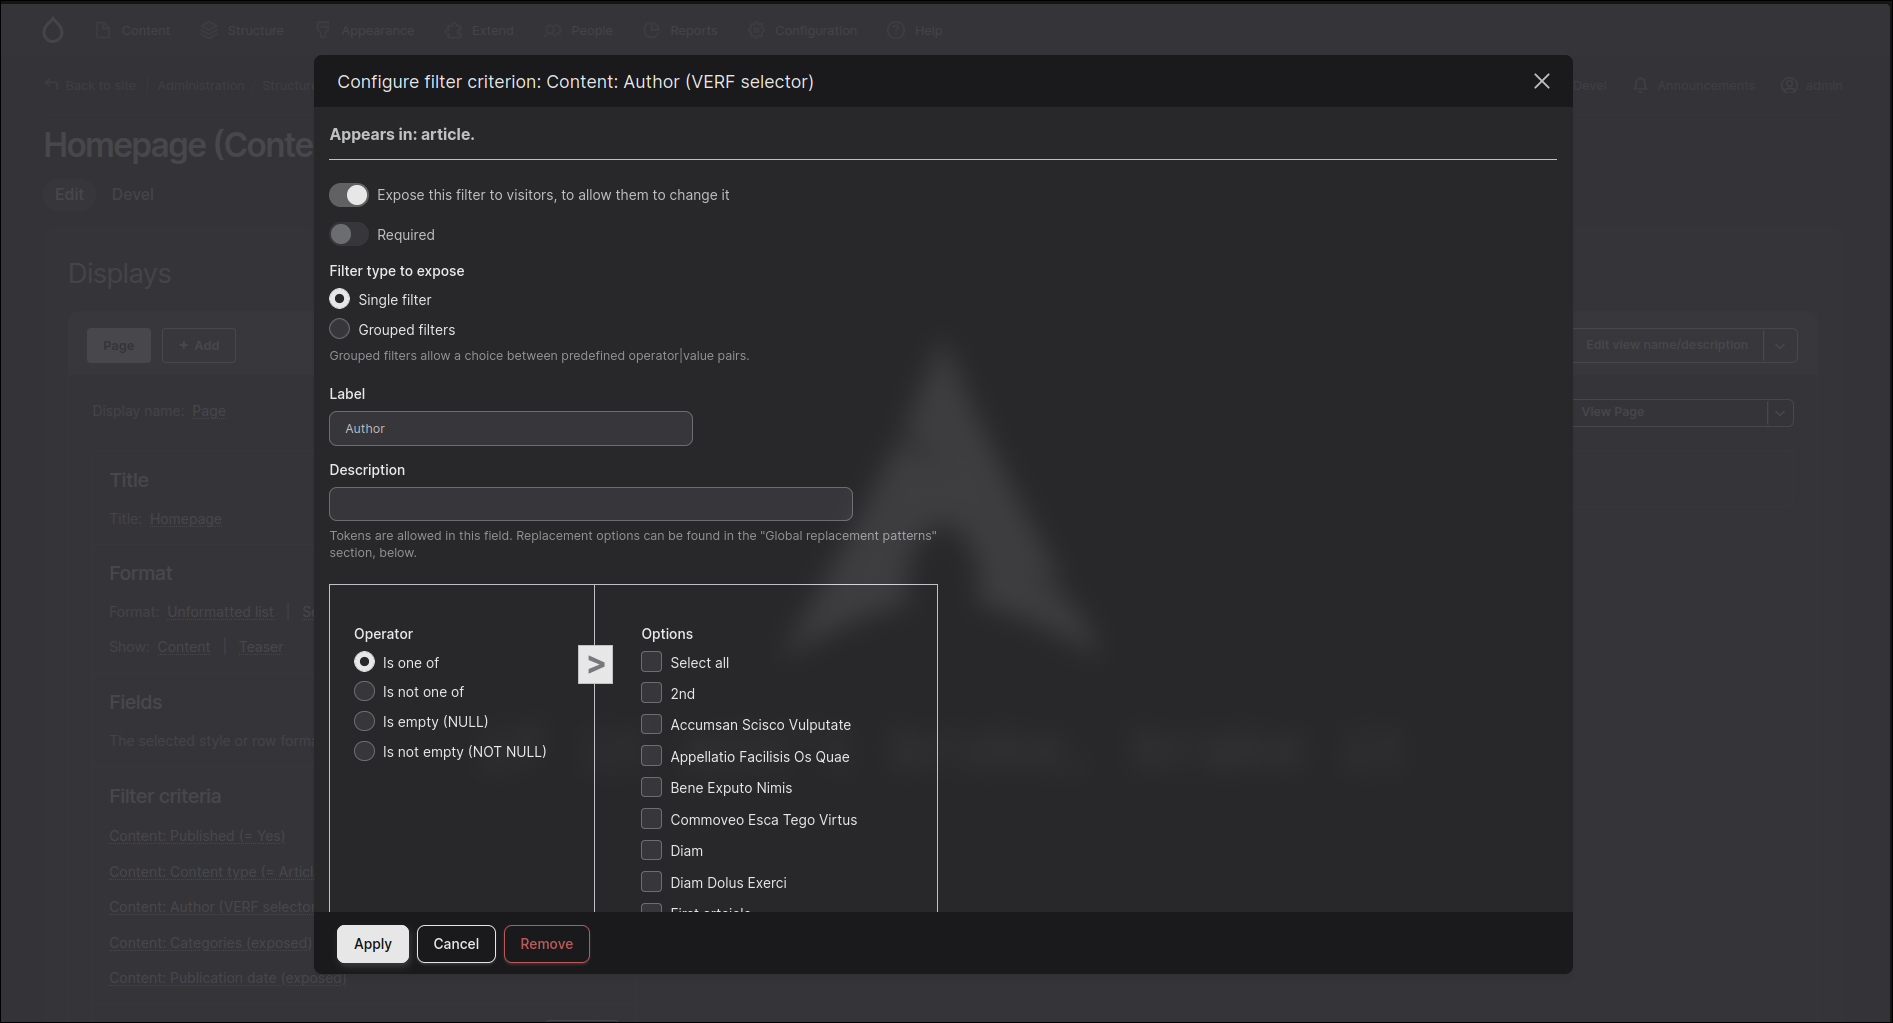 Content Structure Appearance Extend People Reports Configuration Help
Configure filter criterion: Content: Author (VERF selector)
Back to site Administration Structure Devel Announcements admin
Appears in: article.
Homepage (Conte
Edit Devel
Expose this filter to visitors, to allow them to change it
Required
Displays
Filter type to expose
Single filter
Grouped filters
Grouped filters allow a choice between predefined operator|value pairs.
Page + Add
Edit view name/description
Label
Author
Display name: Page
View Page
Description
Tokens are allowed in this field. Replacement options can be found in the "Global replacement patterns"
section, below.
Title
Title: Homepage
Format
Format: Unformatted list | Se
Show: Content | Teaser
Fields
The selected style or row forma
Filter criteria
Content: Published (= Yes)
Content: Content type (= Articl
Content: Author (VERF selector
Content: Categories (exposed)
Content: Publication date (exposed)
Operator
Is one of
Is not one of
Is empty (NULL)
Is not empty (NOT NULL)
>
Options
Select all
2nd
Accumsan Scisco Vulputate
Appellatio Facilisis Os Quae
Bene Exputo Nimis
Commoveo Esca Tego Virtus
Diam
Diam Dolus Exerci
Apply Cancel Remove